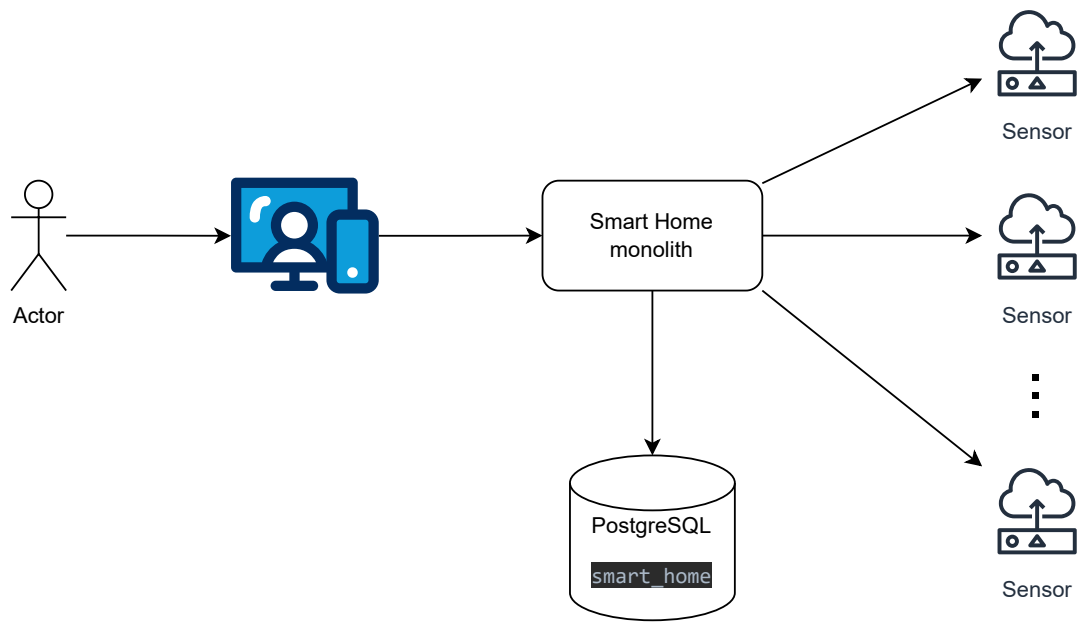 Sensor
Smart Home
monolith
Sensor
Actor
PostgreSQL
smart_home
Sensor